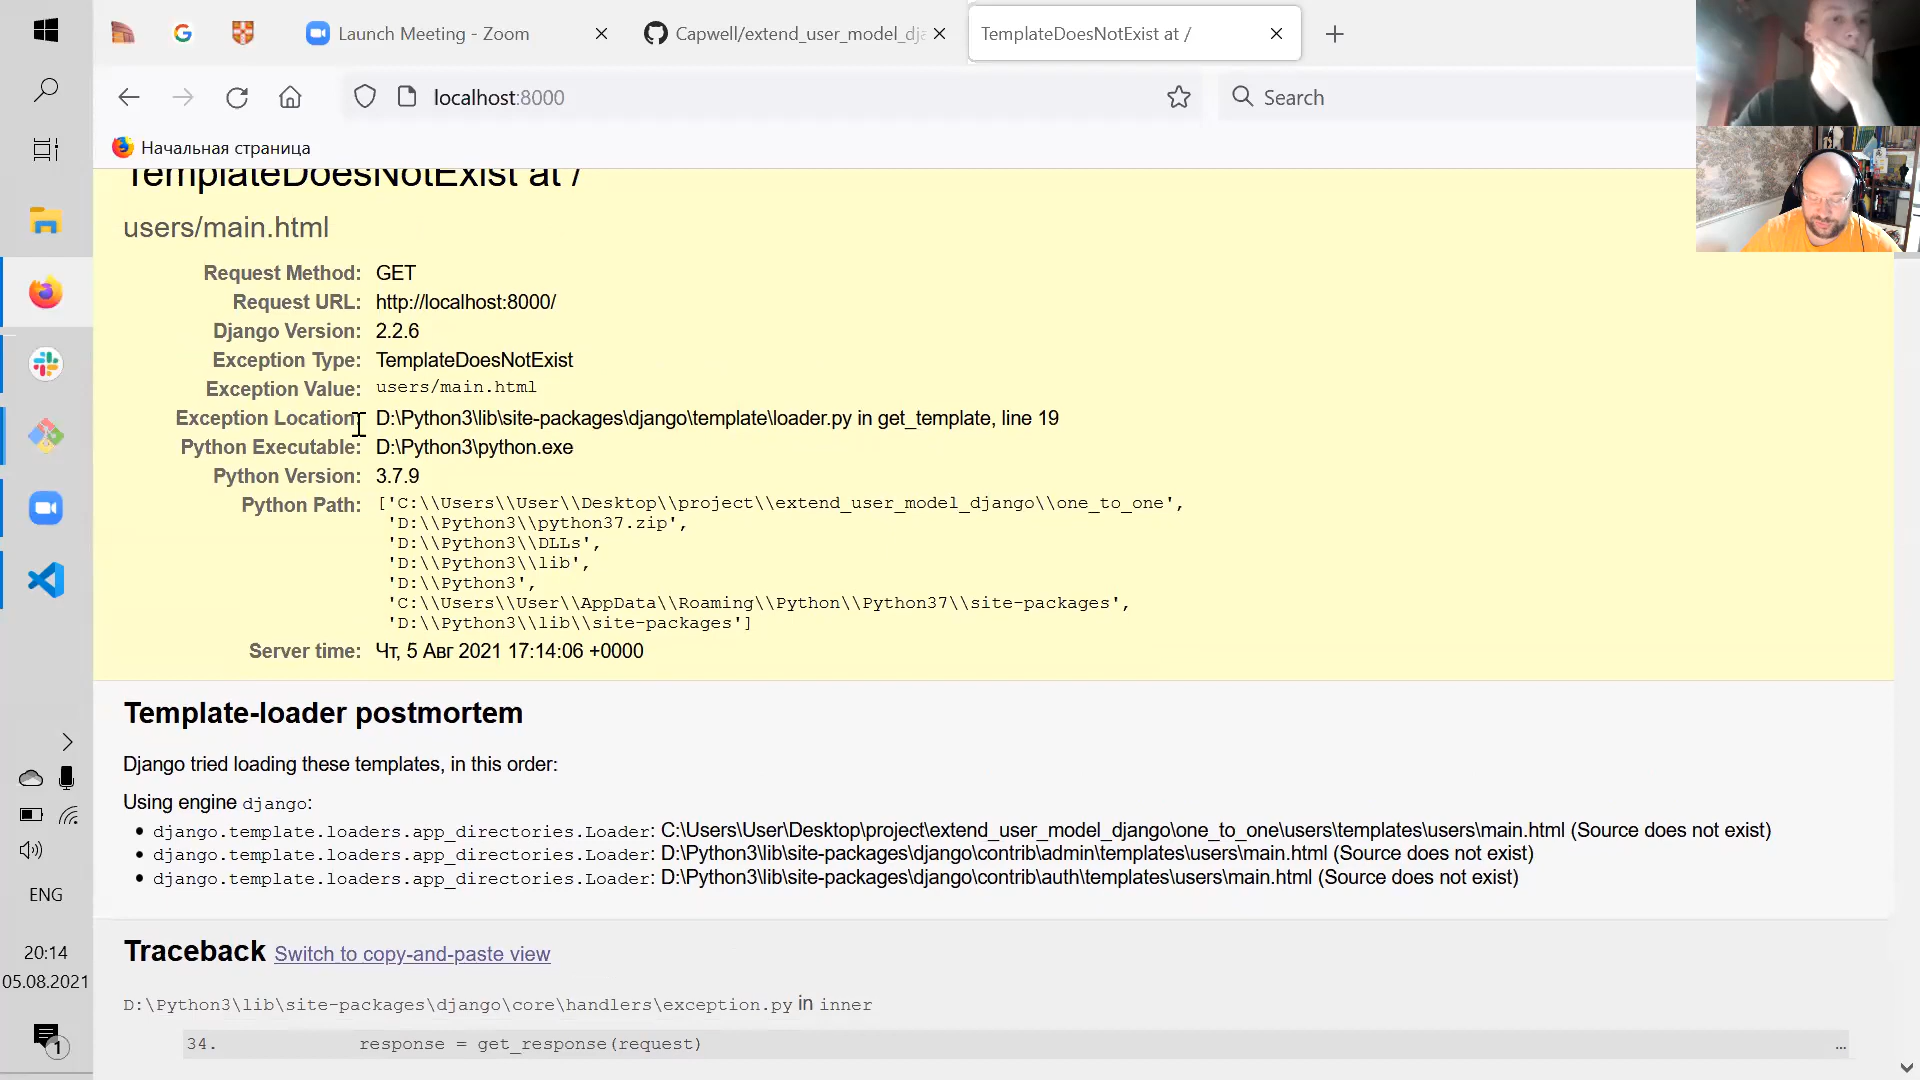 Launch Meeting - Zoom
Capwell/extend_user_model_dja
TemplateDoesNotExist at /
localhost:8000
Search
Начальная страница
TemplateDoesNotExist at /
users/main.html
Request Method: GET
Request URL: http://localhost:8000/
Django Version: 2.2.6
Exception Type: TemplateDoesNotExist
Exception Value: users/main.html
Exception Location: D:\Python3\lib\site-packages\django\template\loader.py in get_template, line 19
Python Executable: D:\Python3\python.exe
Python Version: 3.7.9
Python Path: ['C:\\Users\\User\\Desktop\\project\\extend_user_model_django\\one_to_one',
'D:\\Python3\\python37.zip',
'D:\\Python3\\DLLs',
'D:\\Python3\\lib',
'D:\\Python3',
'C:\\Users\\User\\AppData\\Roaming\\Python\\Python37\\site-packages',
'D:\\Python3\\lib\\site-packages']
Server time: Чт, 5 Авг 2021 17:14:06 +0000
Template-loader postmortem
Django tried loading these templates, in this order:
Using engine django:
• django.template.loaders.app_directories.Loader: C:\Users\User\Desktop\project\extend_user_model_django\one_to_one\users\templates\users\main.html (Source does not exist)
• django.template.loaders.app_directories.Loader: D:\Python3\lib\site-packages\django\contrib\admin\templates\users\main.html (Source does not exist)
• django.template.loaders.app_directories.Loader: D:\Python3\lib\site-packages\django\contrib\auth\templates\users\main.html (Source does not exist)
Traceback Switch to copy-and-paste view
D:\Python3\lib\site-packages\django\core\handlers\exception.py in inner
34. response = get_response(request) …
ENG
20:14
05.08.2021
1